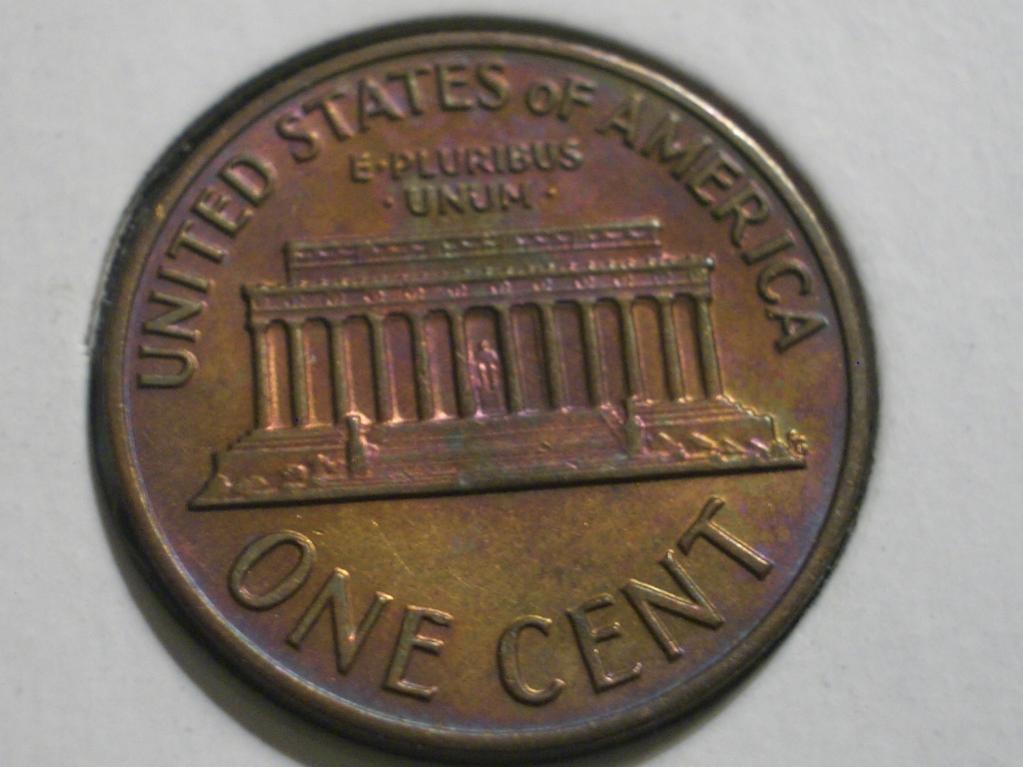 UNITED STATES OF AMERICA
E·PLURIBUS
·UNUM·
ONE CENT